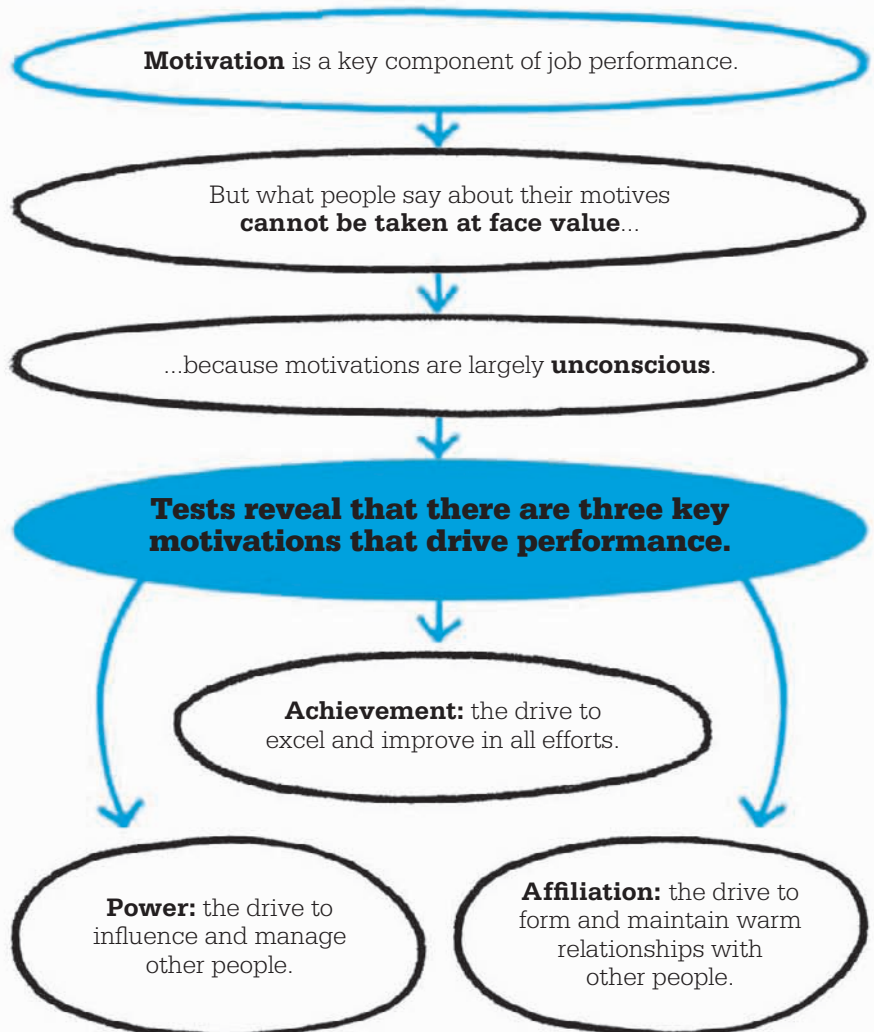 Motivation is a key component of job performance.
But what people say about their motives
cannot be taken at face value...
...because motivations are largely unconscious.
Tests reveal that there are three key
motivations that drive performance.
Achievement: the drive to
excel and improve in all efforts.
Power: the drive to
influence and manage
other people.
Affiliation: the drive to
form and maintain warm
relationships with
other people.